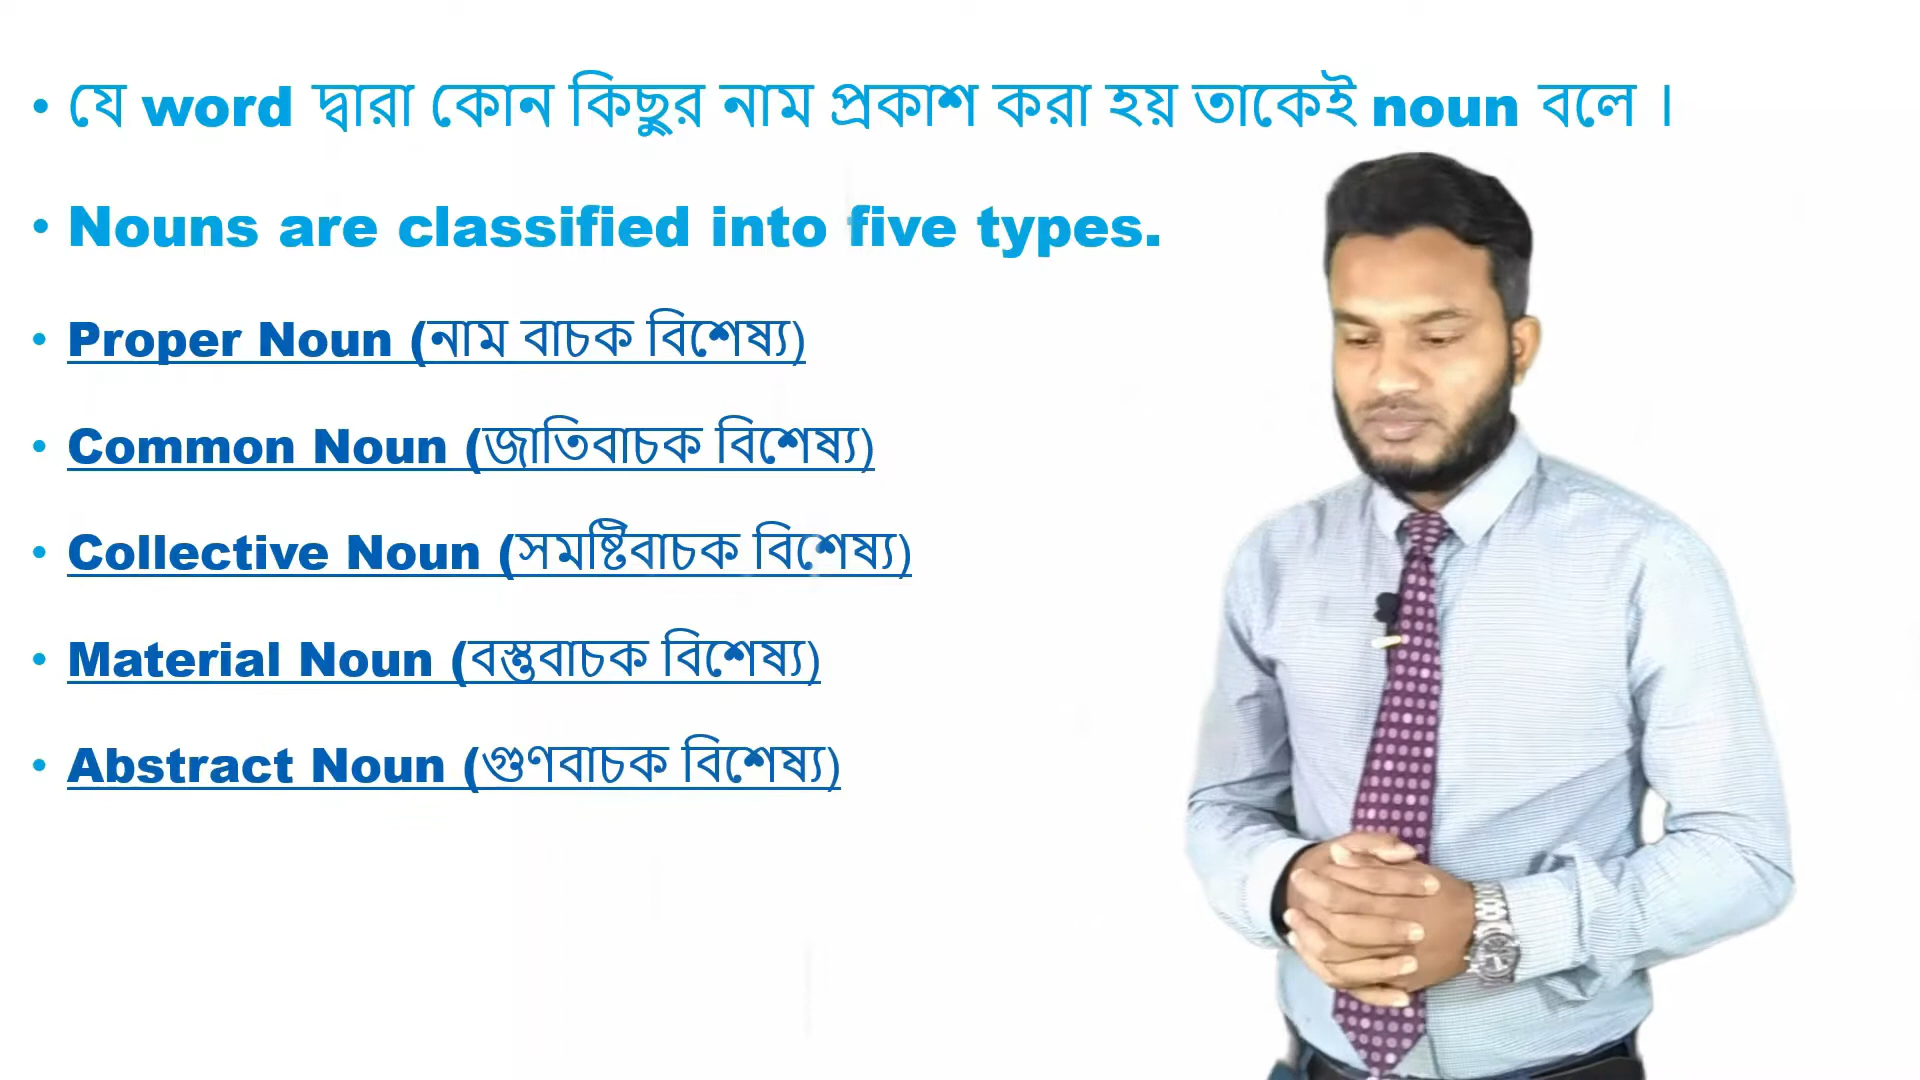 • যে word দ্বারা কোন কিছুর নাম প্রকাশ করা হয় তাকেই noun বলে ।
• Nouns are classified into five types.
• Proper Noun (নাম বাচক বিশেষ্য)
• Common Noun (জাতিবাচক বিশেষ্য)
• Collective Noun (সমষ্টিবাচক বিশেষ্য)
• Material Noun (বস্তুবাচক বিশেষ্য)
• Abstract Noun (গুণবাচক বিশেষ্য)